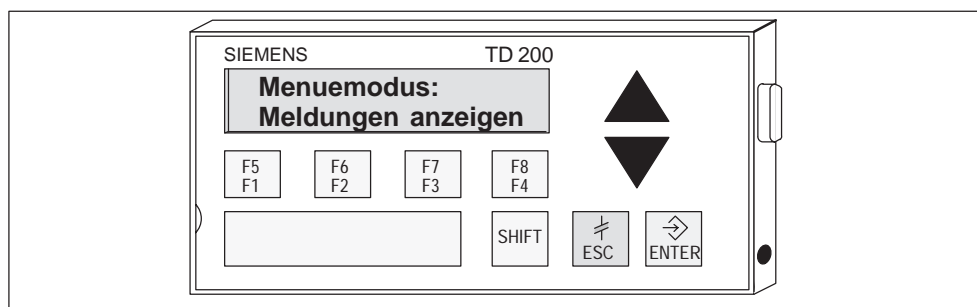 SIEMENS TD 200
Menuemodus:
Meldungen anzeigen
F5 F6 F7 F8
F1 F2 F3 F4
SHIFT ESC ENTER